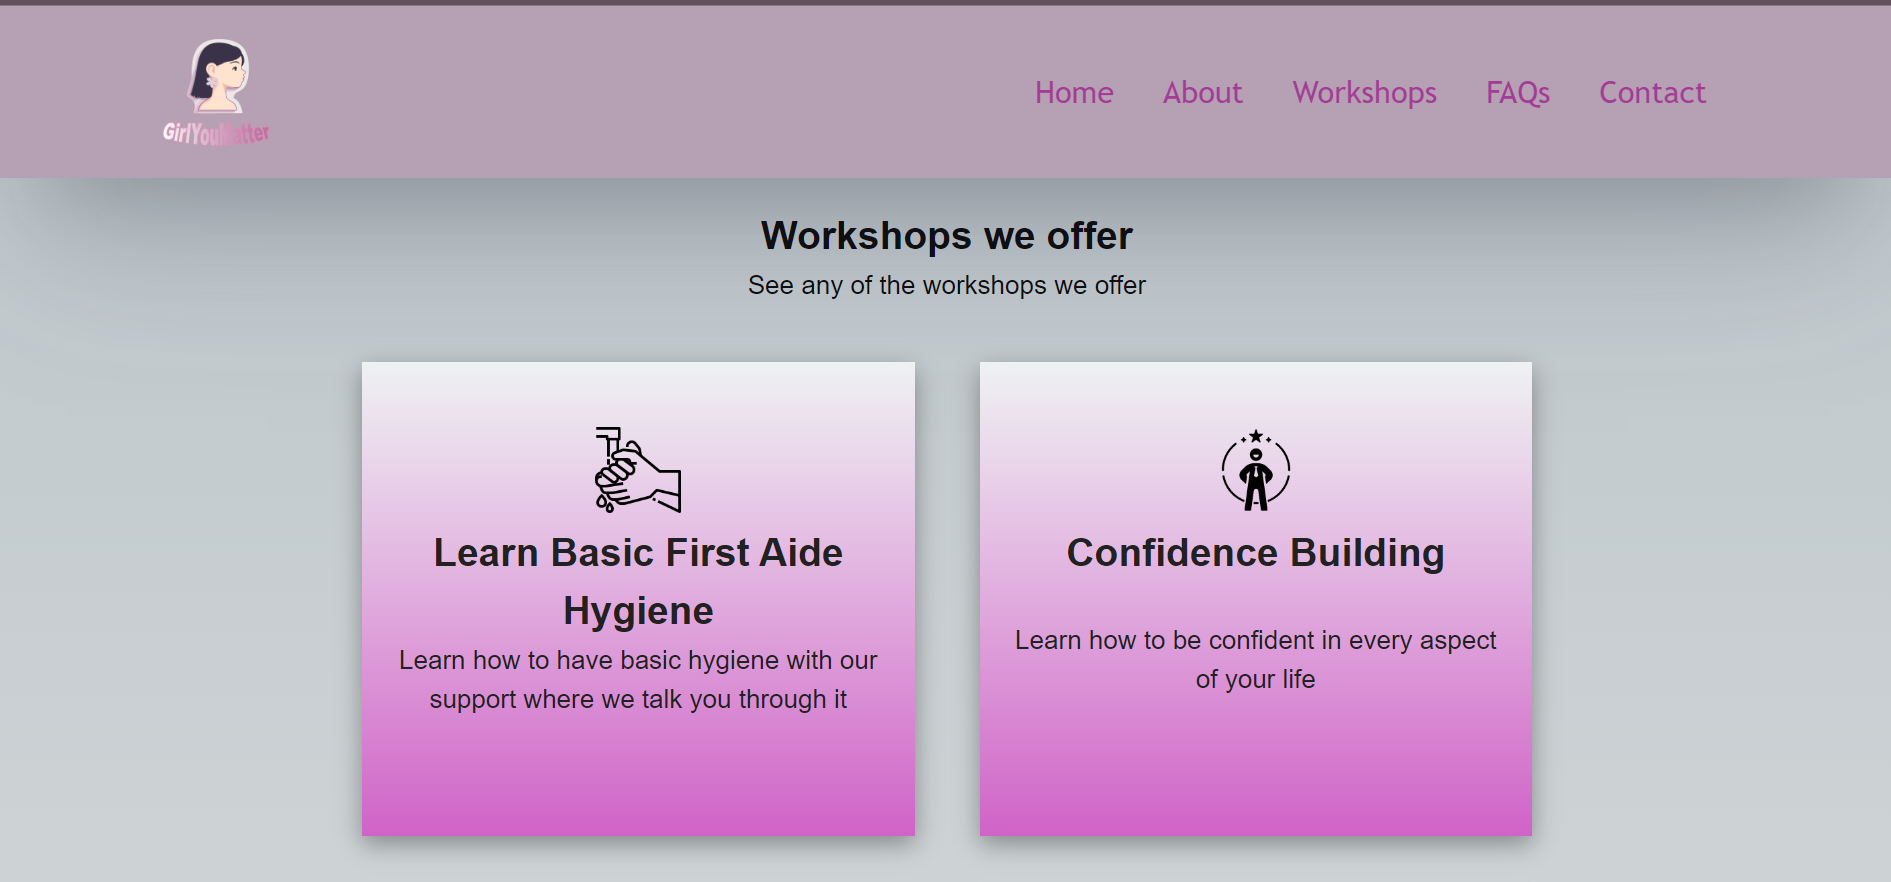 GirlYouMatter
Home About Workshops FAQs Contact
Workshops we offer
See any of the workshops we offer
Learn Basic First Aide
Hygiene
Learn how to have basic hygiene with our
support where we talk you through it
Confidence Building
Learn how to be confident in every aspect
of your life